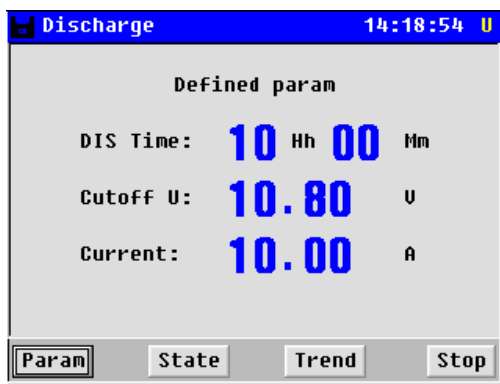 Discharge 14:18:54 U
Defined param
DIS Time: 10 Hh 00 Mm
Cutoff U: 10.80 V
Current: 10.00 A
Param State Trend Stop